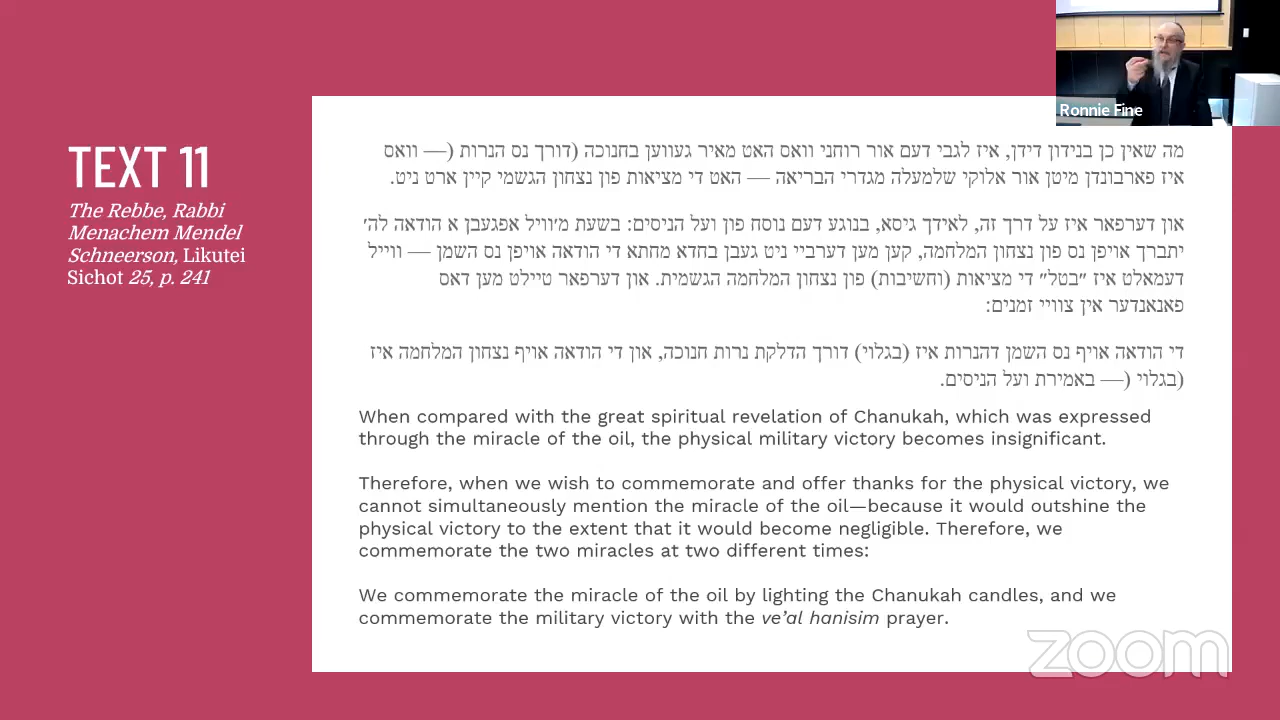 Ronnie Fine
TEXT 11
The Rebbe, Rabbi
Menachem Mendel
Schneerson, Likutei
Sichot 25, p. 241
מה שאין כן בנידון דידן, איז לגבי דעם אור רוחני וואס האט מאיר געווען בחנוכה (דורך נס הנרות (— וואס
איז פארבונדן מיטן אור אלוקי שלמעלה מגדרי הבריאה — האט די מציאות פון נצחון הגשמי קיין ארט ניט.
און דערפאר איז על דרך זה, לאידך גיסא, בנוגע דעם נוסח פון ועל הניסים: בשעת מ׳וויל אפגעבן א הודאה לה׳
יתברך אויפן נס פון נצחון המלחמה, קען מען דערביי ניט געבן בחדא מחתא די הודאה אויפן נס השמן — ווייל
דעמאלט איז ״בטל״ די מציאות (וחשיבות) פון נצחון המלחמה הגשמית. און דערפאר טיילט מען דאס
פאנאנדער אין צוויי זמנים:
די הודאה אויף נס השמן דהנרות איז (בגלוי) דורך הדלקת נרות חנוכה, און די הודאה אויף נצחון המלחמה איז
(בגלוי (— באמירת ועל הניסים.
When compared with the great spiritual revelation of Chanukah, which was expressed
through the miracle of the oil, the physical military victory becomes insignificant.
Therefore, when we wish to commemorate and offer thanks for the physical victory, we
cannot simultaneously mention the miracle of the oil—because it would outshine the
physical victory to the extent that it would become negligible. Therefore, we
commemorate the two miracles at two different times:
We commemorate the miracle of the oil by lighting the Chanukah candles, and we
commemorate the military victory with the ve’al hanisim prayer.
zoom